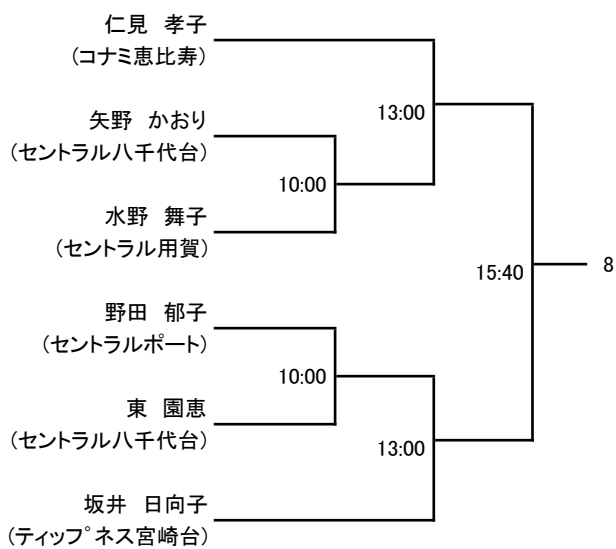 仁見　孝子
(コナミ恵比寿)
13:00
矢野　かおり
(セントラル八千代台)
10:00
水野　舞子
(セントラル用賀)
15:40
8
野田　郁子
(セントラルポート)
10:00
東　園恵
(セントラル八千代台)
13:00
坂井　日向子
(ティップネス宮崎台)